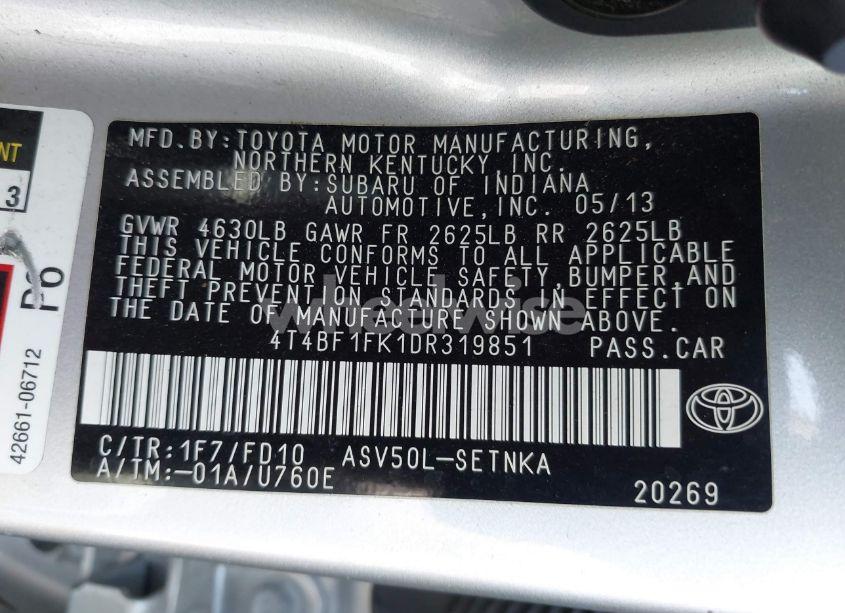 MFD.BY:TOYOTA MOTOR MANUFACTURING,
NORTHERN KENTUCKY,INC.
ASSEMBLED BY:SUBARU OF INDIANA
AUTOMOTIVE,INC. 05/13
GVWR 4630LB GAWR FR 2625LB RR 2625LB
THIS VEHICLE CONFORMS TO ALL APPLICABLE
FEDERAL MOTOR VEHICLE SAFETY,BUMPER,AND
THEFT PREVENTION STANDARDS IN EFFECT ON
THE DATE OF MANUFACTURE SHOWN ABOVE.
wheelwise
4T4BF1FK1DR319851 PASS.CAR
C/TR:1F7/FD10 ASV50L-SETNKA
A/TM:-01A/U760E
20269
3
42661-06712